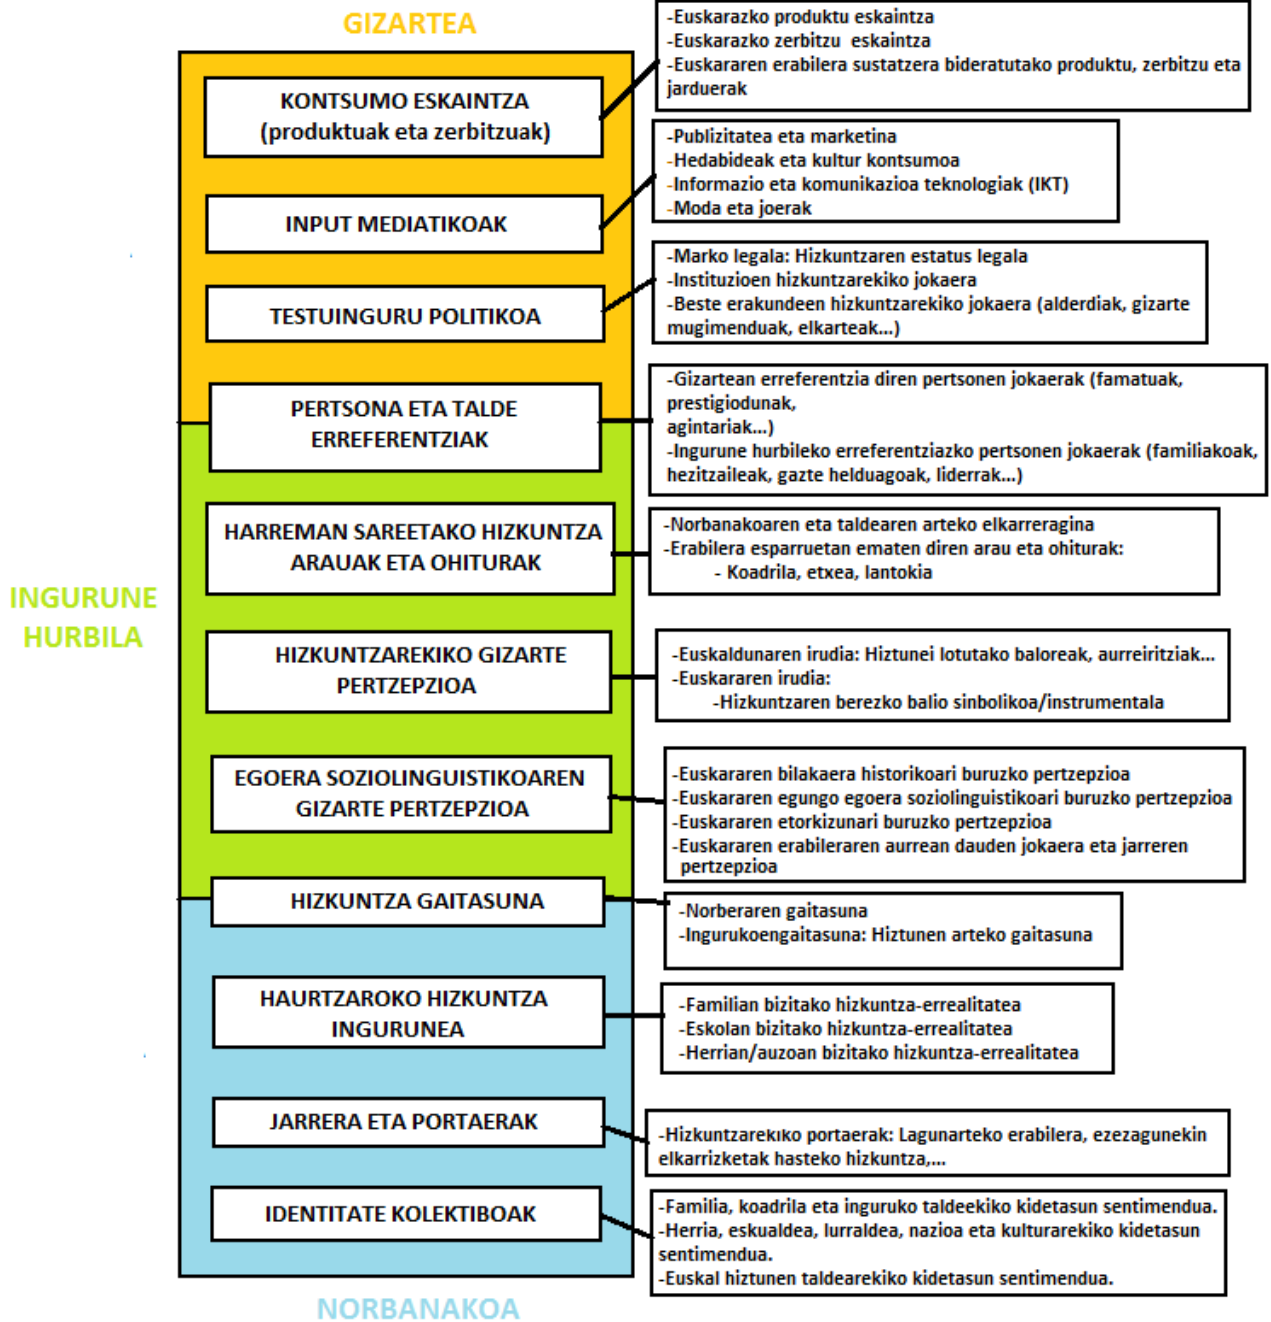 GIZARTEA
KONTSUMO ESKAINTZA
(produktuak eta zerbitzuak)
-Euskarazko produktu eskaintza
-Euskarazko zerbitzu eskaintza
-Euskararen erabilera sustatzera bideratutako produktu, zerbitzu eta
jarduerak
INPUT MEDIATIKOAK
-Publizitatea eta marketina
-Hedabideak eta kultur kontsumoa
-Informazio eta komunikazioa teknologiak (IKT)
-Moda eta joerak
TESTUINGURU POLITIKOA
-Marko legala: Hizkuntzaren estatus legala
-Instituzioen hizkuntzarekiko jokaera
-Beste erakundeen hizkuntzarekiko jokaera (alderdiak, gizarte
mugimenduak, elkarteak...)
PERTSONA ETA TALDE
ERREFERENTZIAK
-Gizartean erreferentzia diren pertsonen jokaerak (famatuak,
prestigiodunak,
agintariak...)
-Ingurune hurbileko erreferentziazko pertsonen jokaerak (familiakoak,
hezitzaileak, gazte helduagoak, liderrak...)
INGURUNE
HURBILA
HARREMAN SAREETAKO HIZKUNTZA
ARAUAK ETA OHITURAK
-Norbanakoaren eta taldearen arteko elkarreragina
-Erabilera esparruetan ematen diren arau eta ohiturak:
- Koadrila, etxea, lantokia
HIZKUNTZAREKIKO GIZARTE
PERTZEPZIOA
-Euskaldunaren irudia: Hiztunei lotutako baloreak, aurreiritziak...
-Euskararen irudia:
-Hizkuntzaren berezko balio sinbolikoa/instrumentala
EGOERA SOZIOLINGUISTIKOAREN
GIZARTE PERTZEPZIOA
-Euskararen bilakaera historikoari buruzko pertzepzioa
-Euskararen egungo egoera soziolinguistikoari buruzko pertzepzioa
-Euskararen etorkizunari buruzko pertzepzioa
-Euskararen erabileraren aurrean dauden jokaera eta jarreren
pertzepzioa
HIZKUNTZA GAITASUNA
-Norberaren gaitasuna
-Ingurukoengaitasuna: Hiztunen arteko gaitasuna
HAURTZAROKO HIZKUNTZA
INGURUNEA
-Familian bizitako hizkuntza-errealitatea
-Eskolan bizitako hizkuntza-errealitatea
-Herrian/auzoan bizitako hizkuntza-errealitatea
JARRERA ETA PORTAERAK
-Hizkuntzarekiko portaerak: Lagunarteko erabilera, ezezagunekin
elkarrizketak hasteko hizkuntza,...
IDENTITATE KOLEKTIBOAK
-Familia, koadrila eta inguruko taldeekiko kidetasun sentimendua.
-Herria, eskualdea, lurraldea, nazioa eta kulturarekiko kidetasun
sentimendua.
-Euskal hiztunen taldearekiko kidetasun sentimendua.
NORBANAKOA